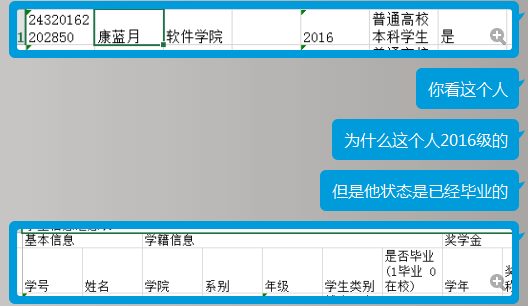 24320162
202850
康蓝月
软件学院
2016
普通高校
本科学生
是
1
你看这个人
为什么这个人2016级的
但是他状态是已经毕业的
基本信息
学籍信息
奖学金
学号
姓名
学院
系别
年级
学生类别
是否毕业
(1毕业 0
在校)
学年